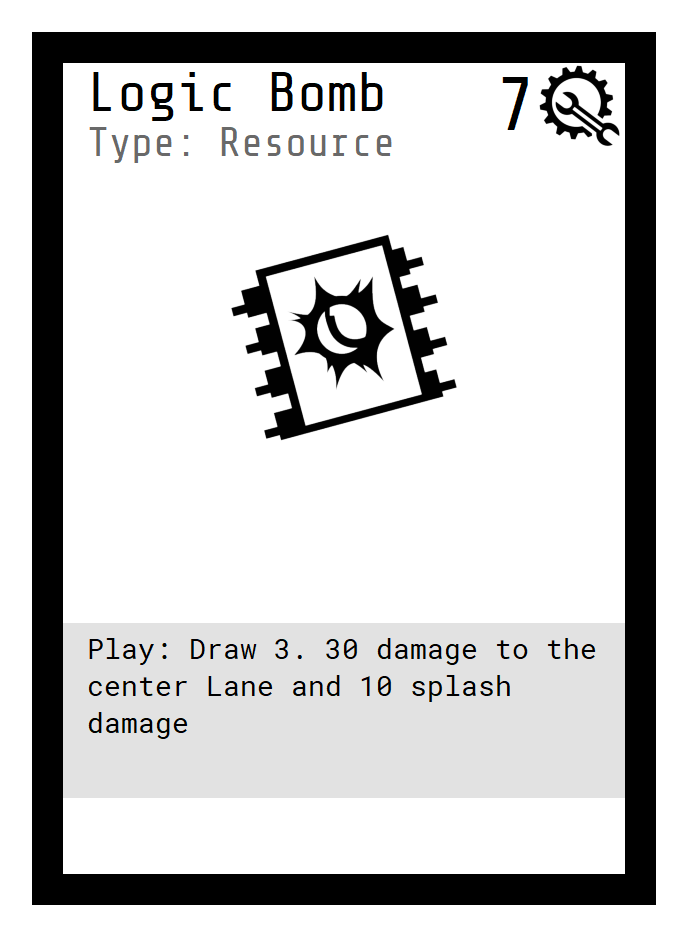 Logic Bomb
7
Type: Resource
Play: Draw 3. 30 damage to the
center Lane and 10 splash
damage